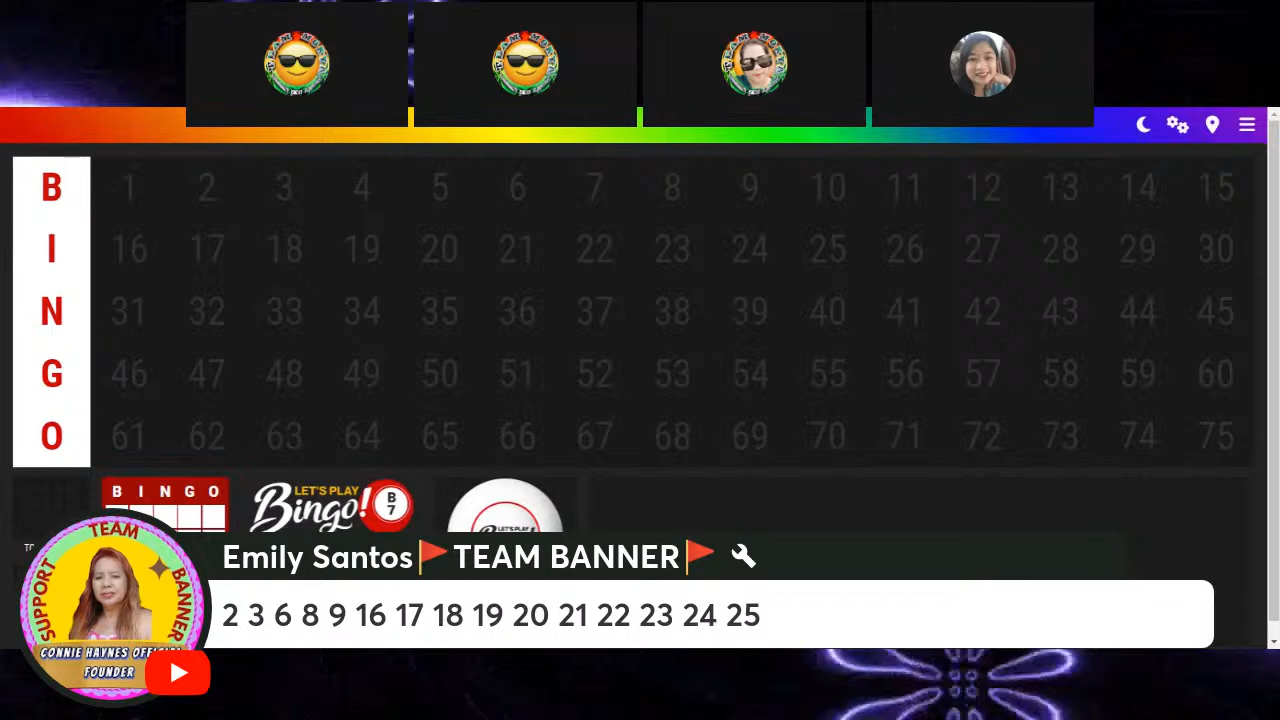 B 1 2 3 4 5 6 7 8 9 10 11 12 13 14 15
I 16 17 18 19 20 21 22 23 24 25 26 27 28 29 30
N 31 32 33 34 35 36 37 38 39 40 41 42 43 44 45
G 46 47 48 49 50 51 52 53 54 55 56 57 58 59 60
O 61 62 63 64 65 66 67 68 69 70 71 72 73 74 75
B I N G O
LET'S PLAY
Bingo!
B
7
LET'S PLAY
Emily Santos🚩TEAM BANNER🚩
2 3 6 8 9 16 17 18 19 20 21 22 23 24 25
SUPPORT TEAM BANNER
CONNIE HAYNES
FOUNDER